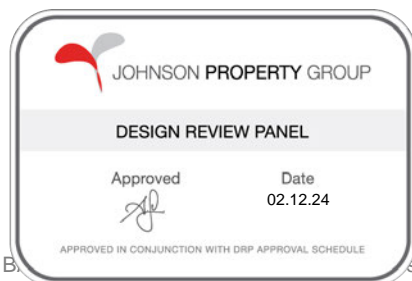 JOHNSON PROPERTY GROUP
DESIGN REVIEW PANEL
Approved Date
02.12.24
APPROVED IN CONJUNCTION WITH DRP APPROVAL SCHEDULE